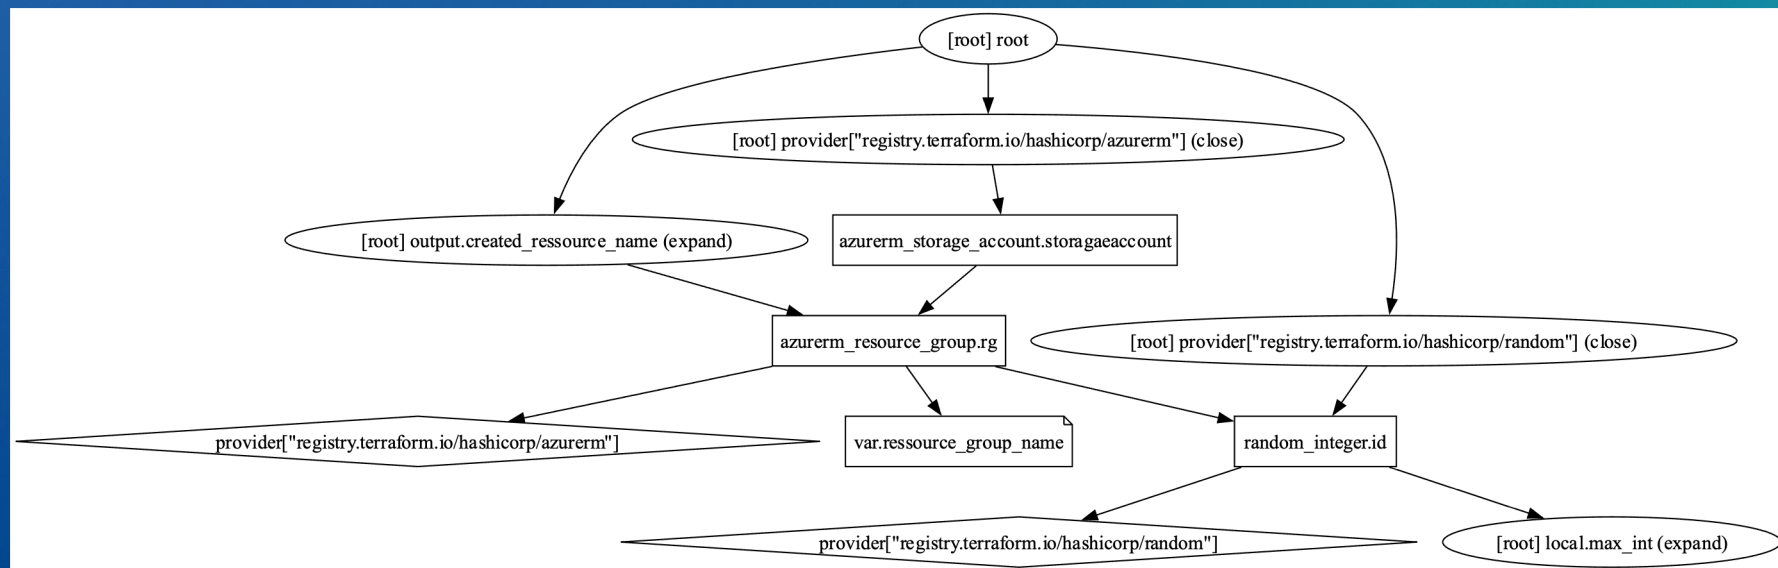 [root] root
[root] provider["registry.terraform.io/hashicorp/azurerm"] (close)
[root] output.created_ressource_name (expand)
azurerm_storage_account.storagaeaccount
azurerm_resource_group.rg
[root] provider["registry.terraform.io/hashicorp/random"] (close)
provider["registry.terraform.io/hashicorp/azurerm"]
var.ressource_group_name
random_integer.id
provider["registry.terraform.io/hashicorp/random"]
[root] local.max_int (expand)